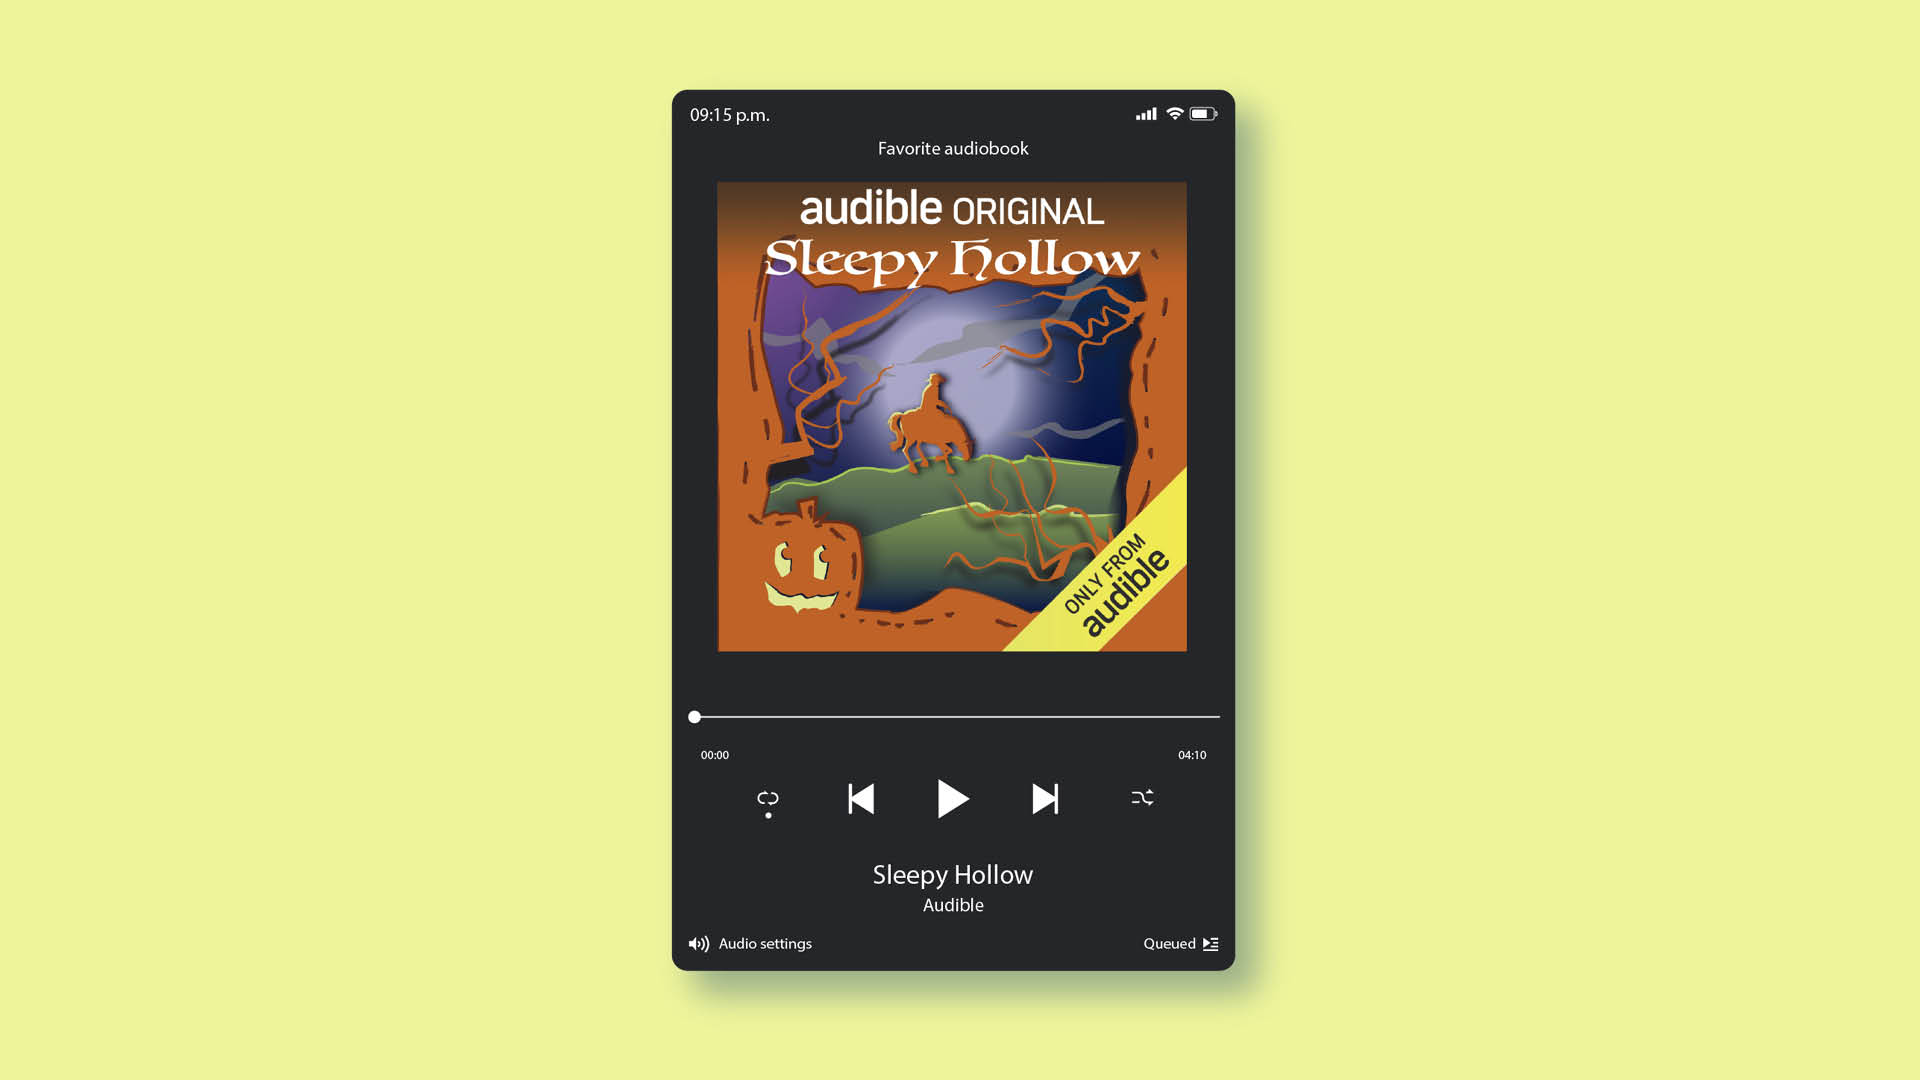 09:15 p.m.
Favorite audiobook
audible ORIGINAL
Sleepy Hollow
ONLY FROM
audible
00:00
04:10
Sleepy Hollow
Audible
Audio settings
Queued